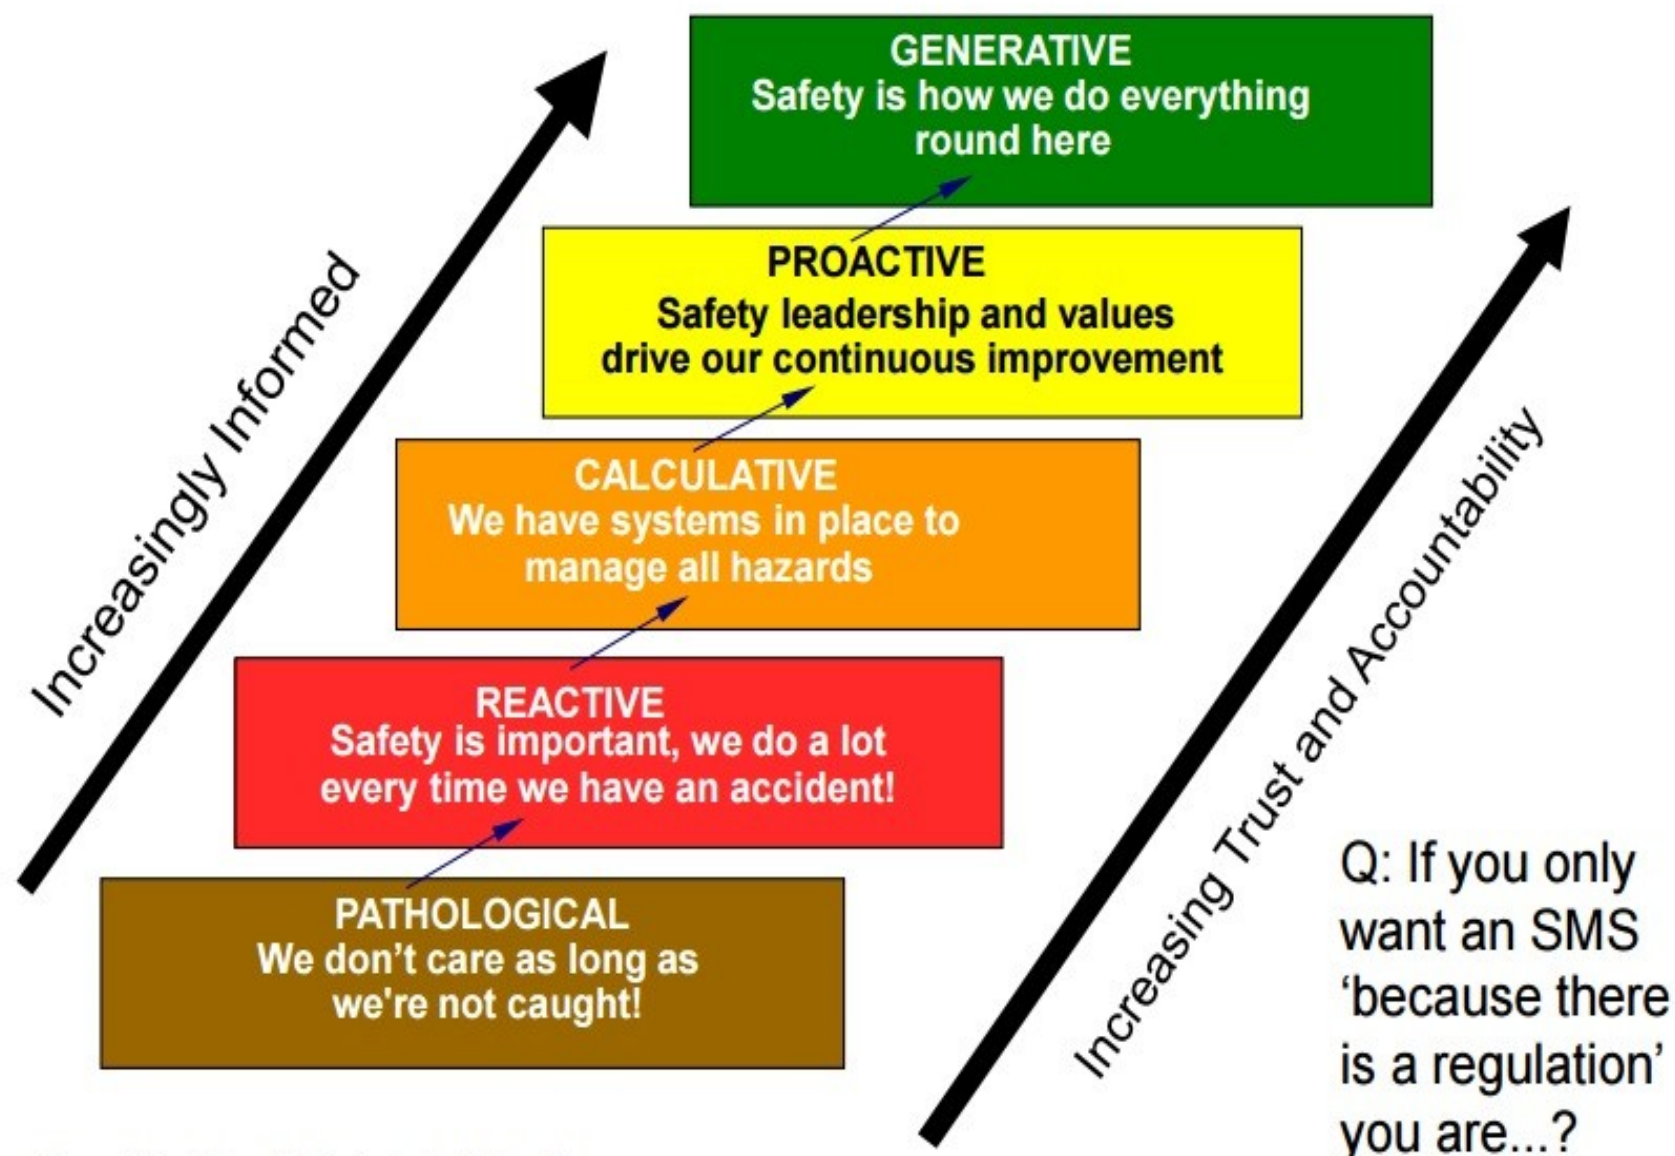 GENERATIVE
Safety is how we do everything
round here
PROACTIVE
Safety leadership and values
drive our continuous improvement
CALCULATIVE
We have systems in place to
manage all hazards
REACTIVE
Safety is important, we do a lot
every time we have an accident!
PATHOLOGICAL
We don’t care as long as
we're not caught!
Increasingly Informed
Increasing Trust and Accountability
Q: If you only
want an SMS
‘because there
is a regulation’
you are...?